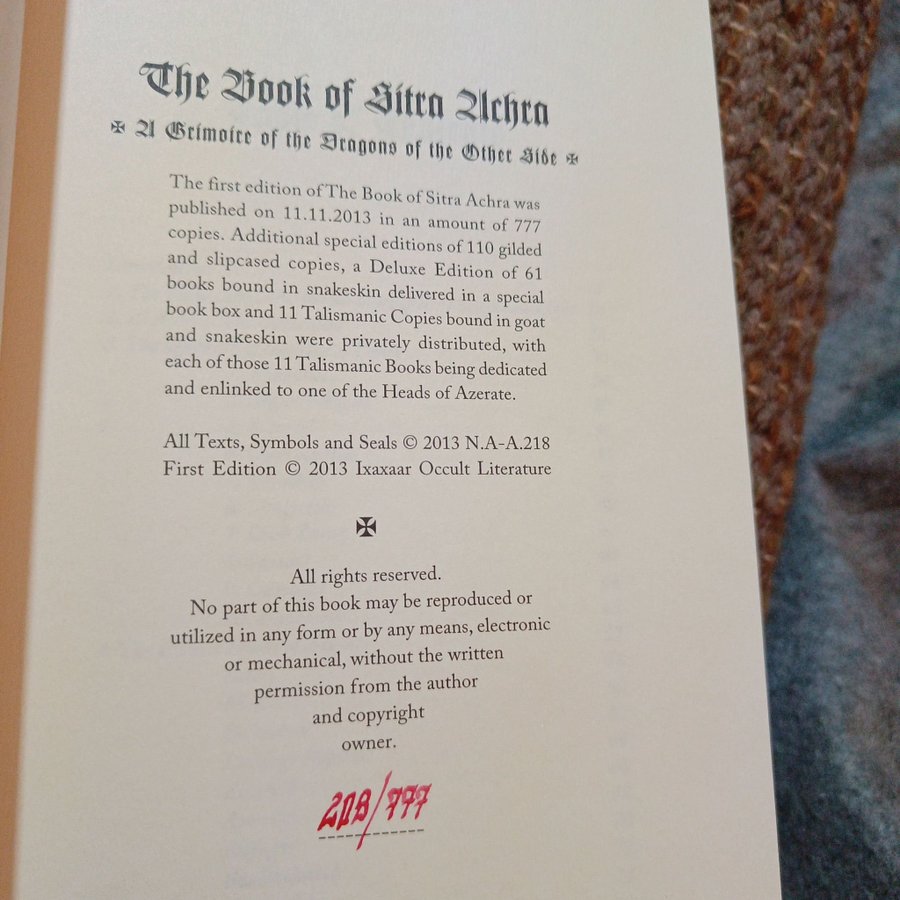 The Book of Sitra Achra
✠ A Grimoire of the Dragons of the Other Side ✠
The first edition of The Book of Sitra Achra was
published on 11.11.2013 in an amount of 777
copies. Additional special editions of 110 gilded
and slipcased copies, a Deluxe Edition of 61
books bound in snakeskin delivered in a special
book box and 11 Talismanic Copies bound in goat
and snakeskin were privately distributed, with
each of those 11 Talismanic Books being dedicated
and enlinked to one of the Heads of Azerate.
All Texts, Symbols and Seals © 2013 N.A-A.218
First Edition © 2013 Ixaxaar Occult Literature
✠
All rights reserved.
No part of this book may be reproduced or
utilized in any form or by any means, electronic
or mechanical, without the written
permission from the author
and copyright
owner.
208/777